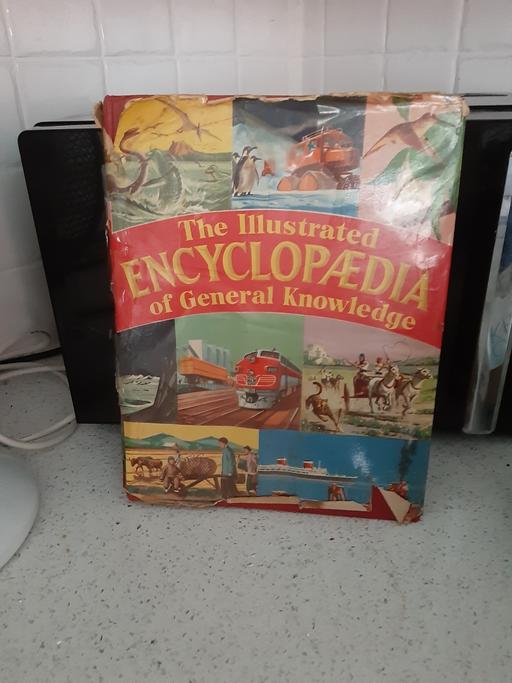 The Illustrated
ENCYCLOPÆDIA
of General Knowledge